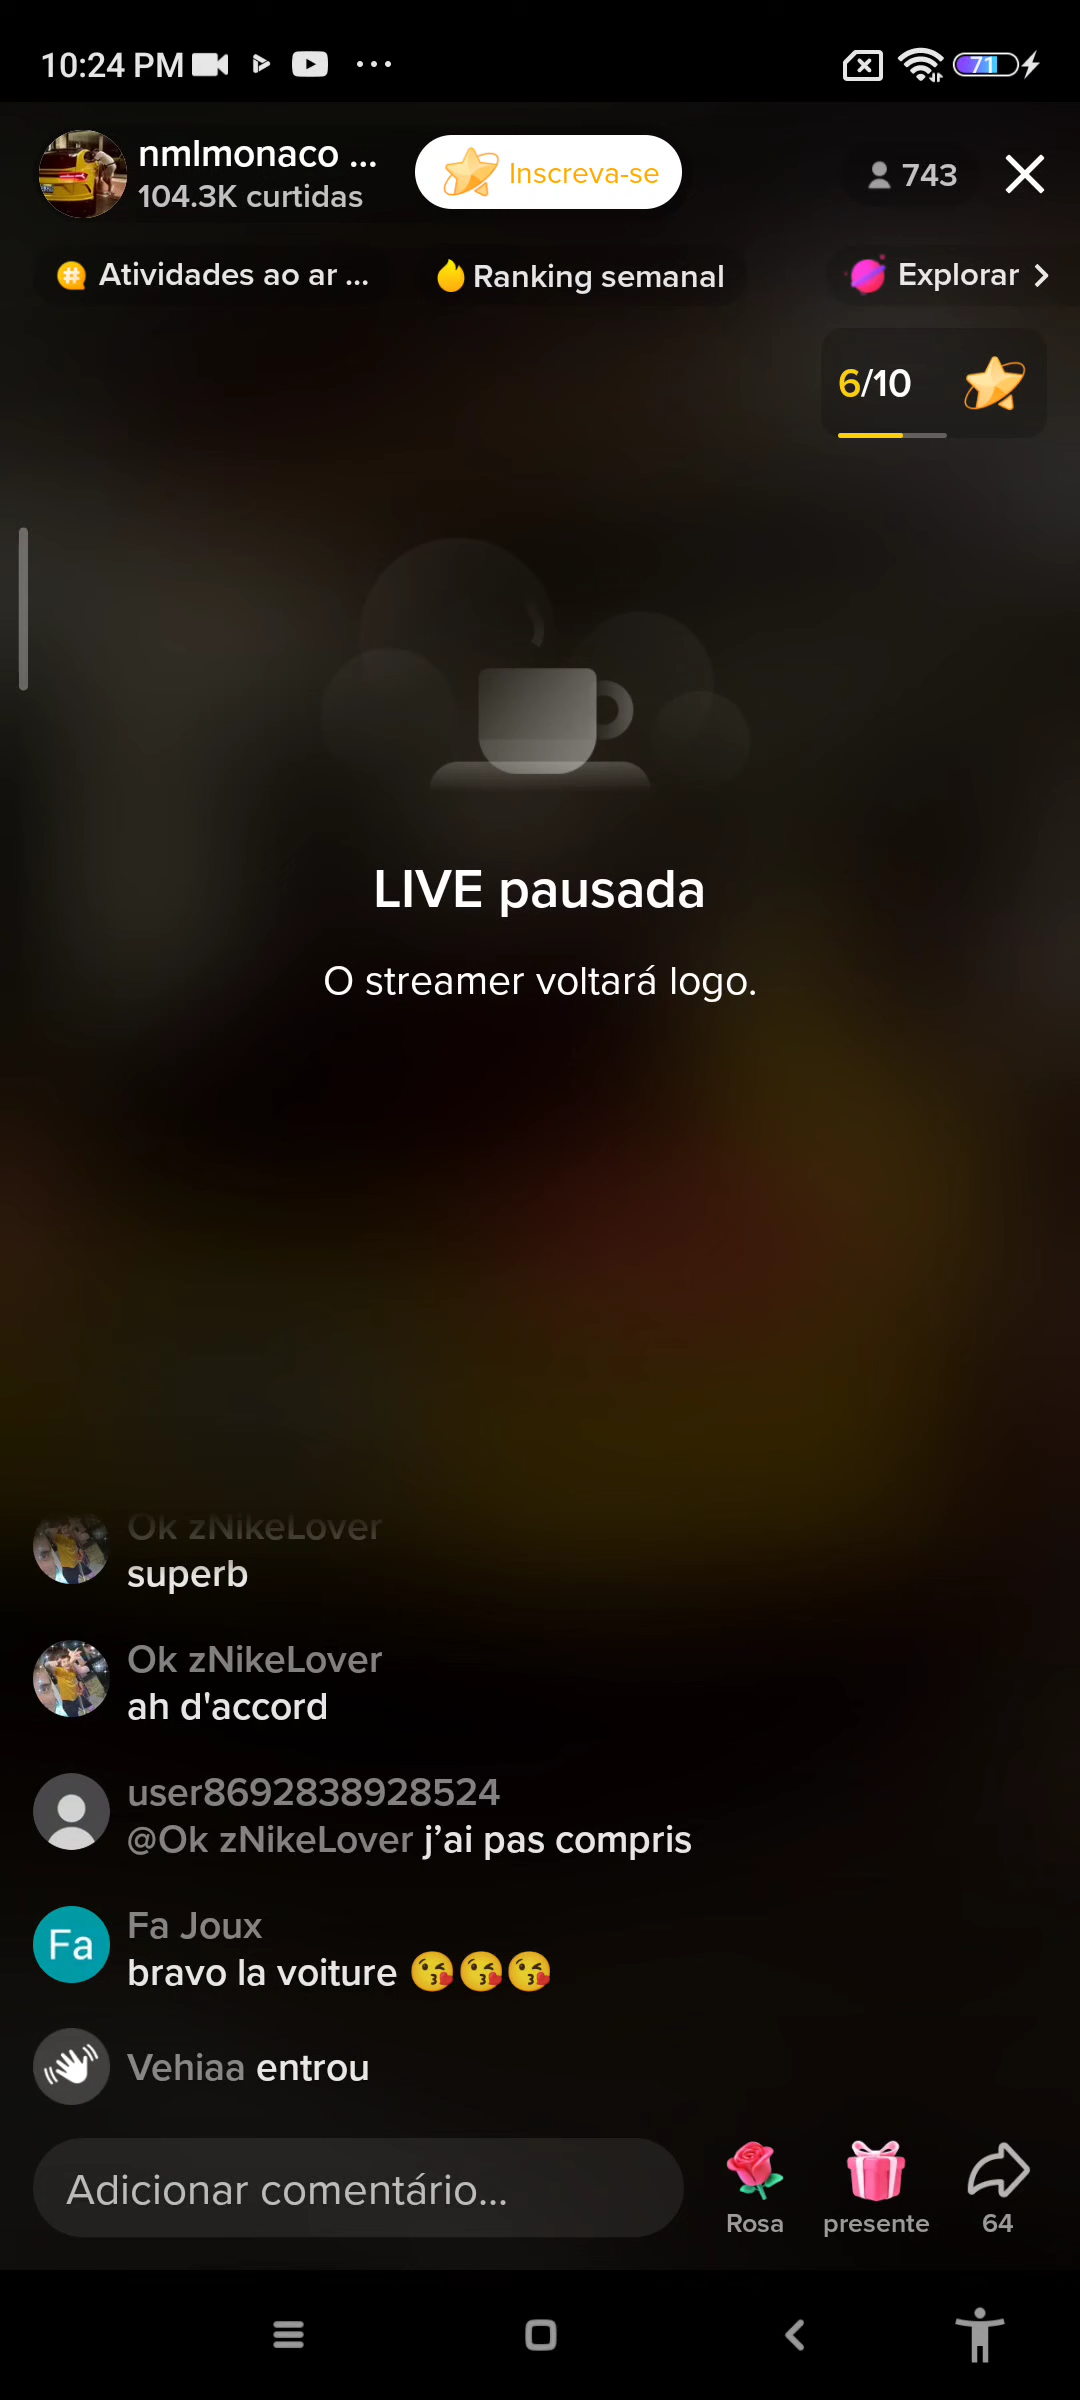 10:24 PM
71
nmlmonaco ...
104.3K curtidas
Inscreva-se
743
Atividades ao ar ...
Ranking semanal
Explorar
6/10
LIVE pausada
O streamer voltará logo.
Ok zNikeLover
superb
Ok zNikeLover
ah d'accord
user8692838928524
@Ok zNikeLover j'ai pas compris
Fa
Fa Joux
bravo la voiture 😘😘😘
Vehiaa entrou
Adicionar comentário...
Rosa
presente
64